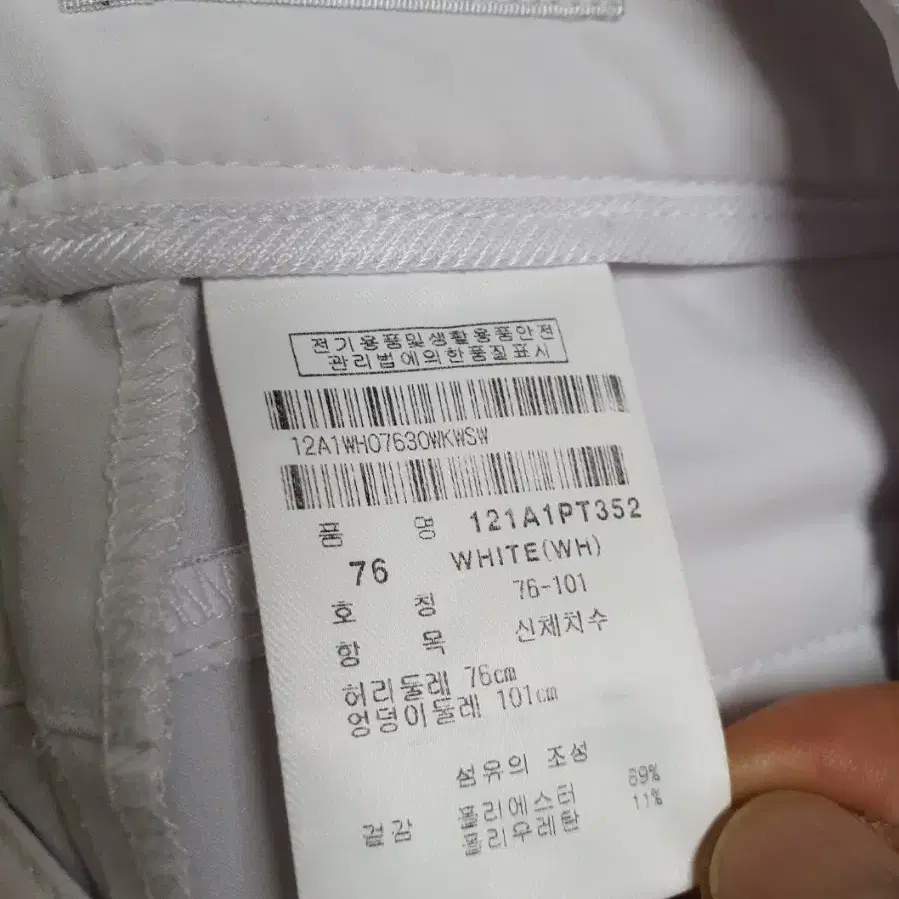 전기용품및생활용품안전
관리법에의한품질표시
12A1WH07630WKWSW
품 명 121A1PT352
76 WHITE(WH)
호 칭 76-101
항 목 신체치수
허리둘레 76cm
엉덩이둘레 101cm
섬유의 조성
겉감 폴리에스터 89%
폴리우레탄 11%